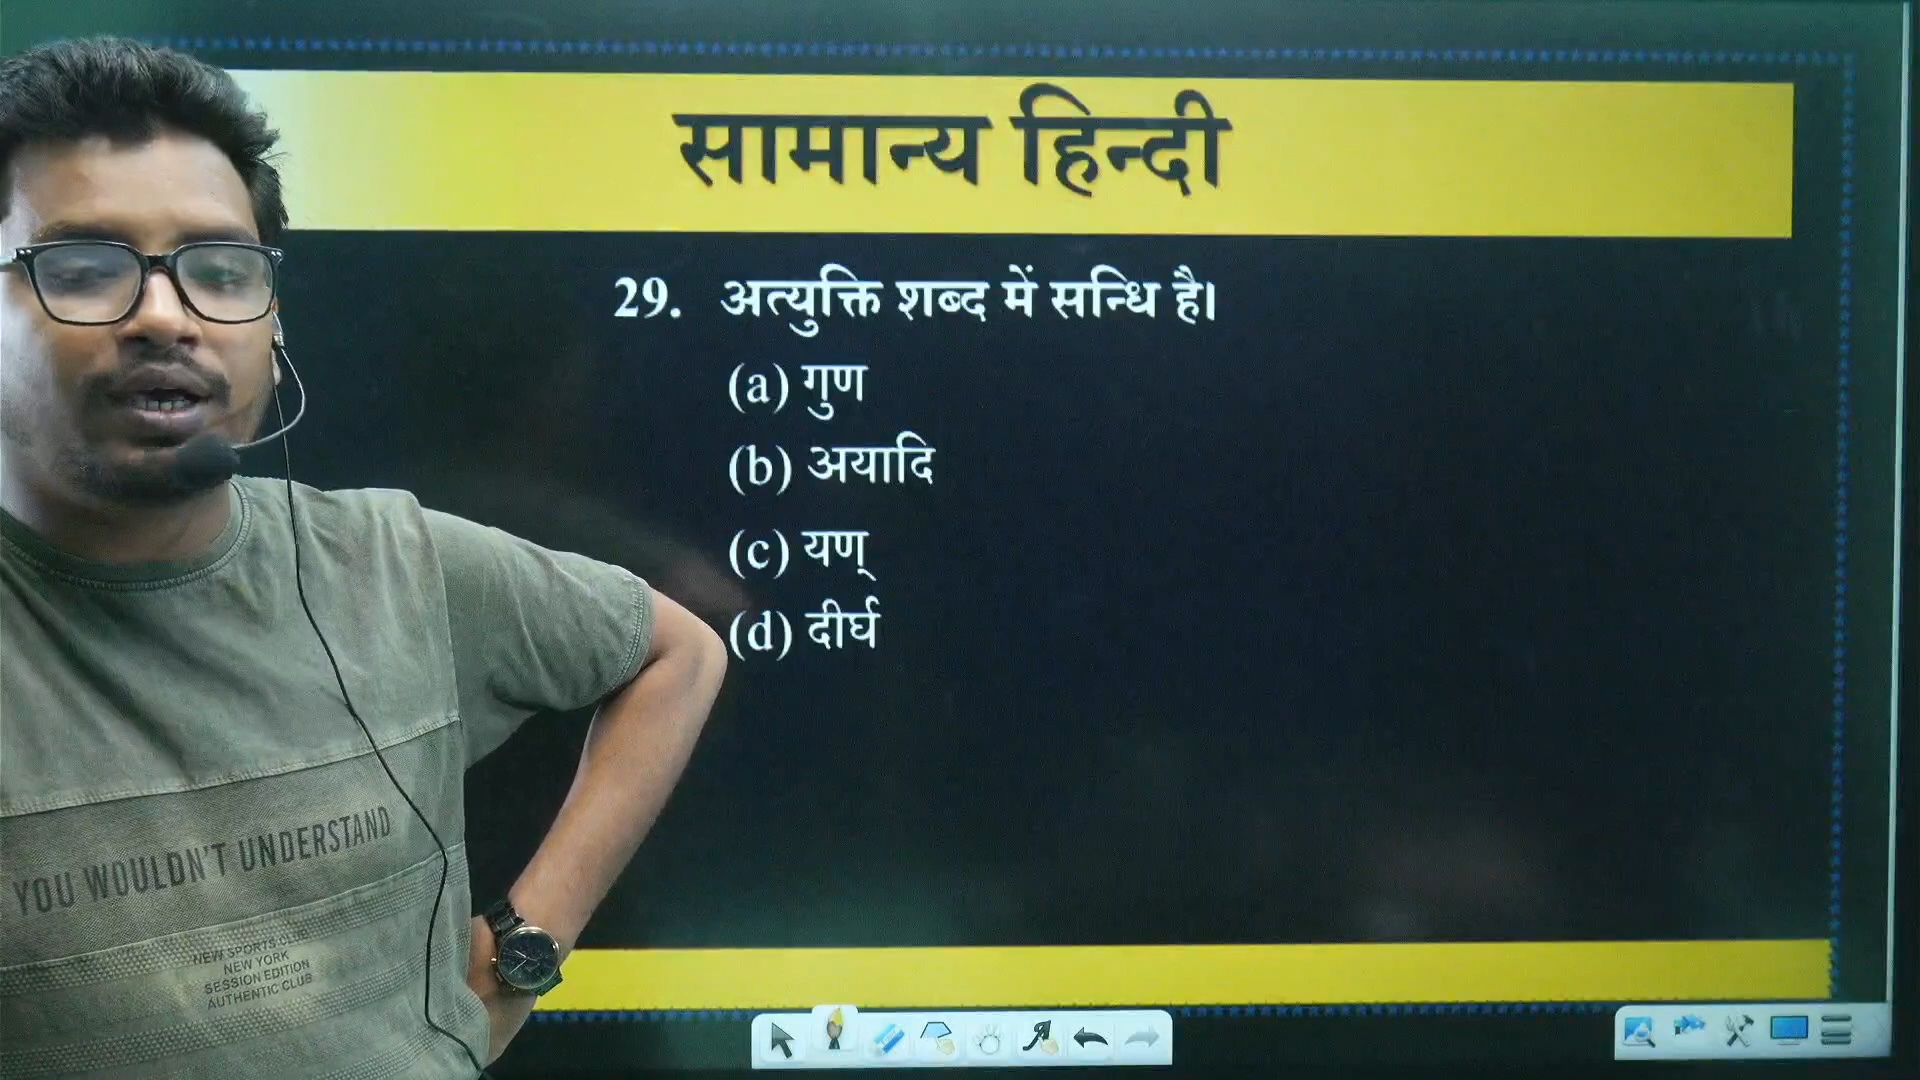 सामान्य हिन्दी
29. अत्युक्ति शब्द में सन्धि है।
(a) गुण
(b) अयादि
(c) यण्
(d) दीर्घ
YOU WOULDN'T UNDERSTAND
NEW SPORTS CLUB
NEW YORK
SESSION EDITION
AUTHENTIC CLUB